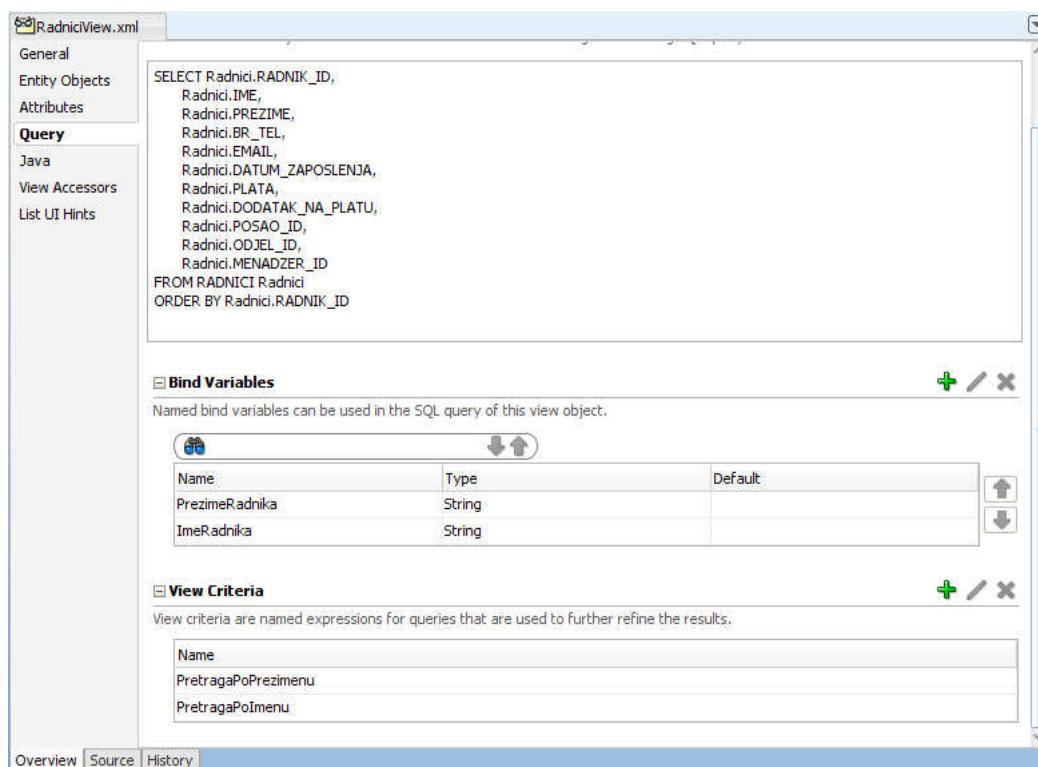 RadniciView.xml
General
Entity Objects
Attributes
Query
Java
View Accessors
List UI Hints
SELECT Radnici.RADNIK_ID,
Radnici.IME,
Radnici.PREZIME,
Radnici.BR_TEL,
Radnici.EMAIL,
Radnici.DATUM_ZAPOSLENJA,
Radnici.PLATA,
Radnici.DODATAK_NA_PLATU,
Radnici.POSAO_ID,
Radnici.ODJEL_ID,
Radnici.MENADZER_ID
FROM RADNICI Radnici
ORDER BY Radnici.RADNIK_ID
Bind Variables
Named bind variables can be used in the SQL query of this view object.
Name Type Default
PrezimeRadnika String
ImeRadnika String
View Criteria
View criteria are named expressions for queries that are used to further refine the results.
Name
PretragaPoPrezimenu
PretragaPoImenu
Overview Source History